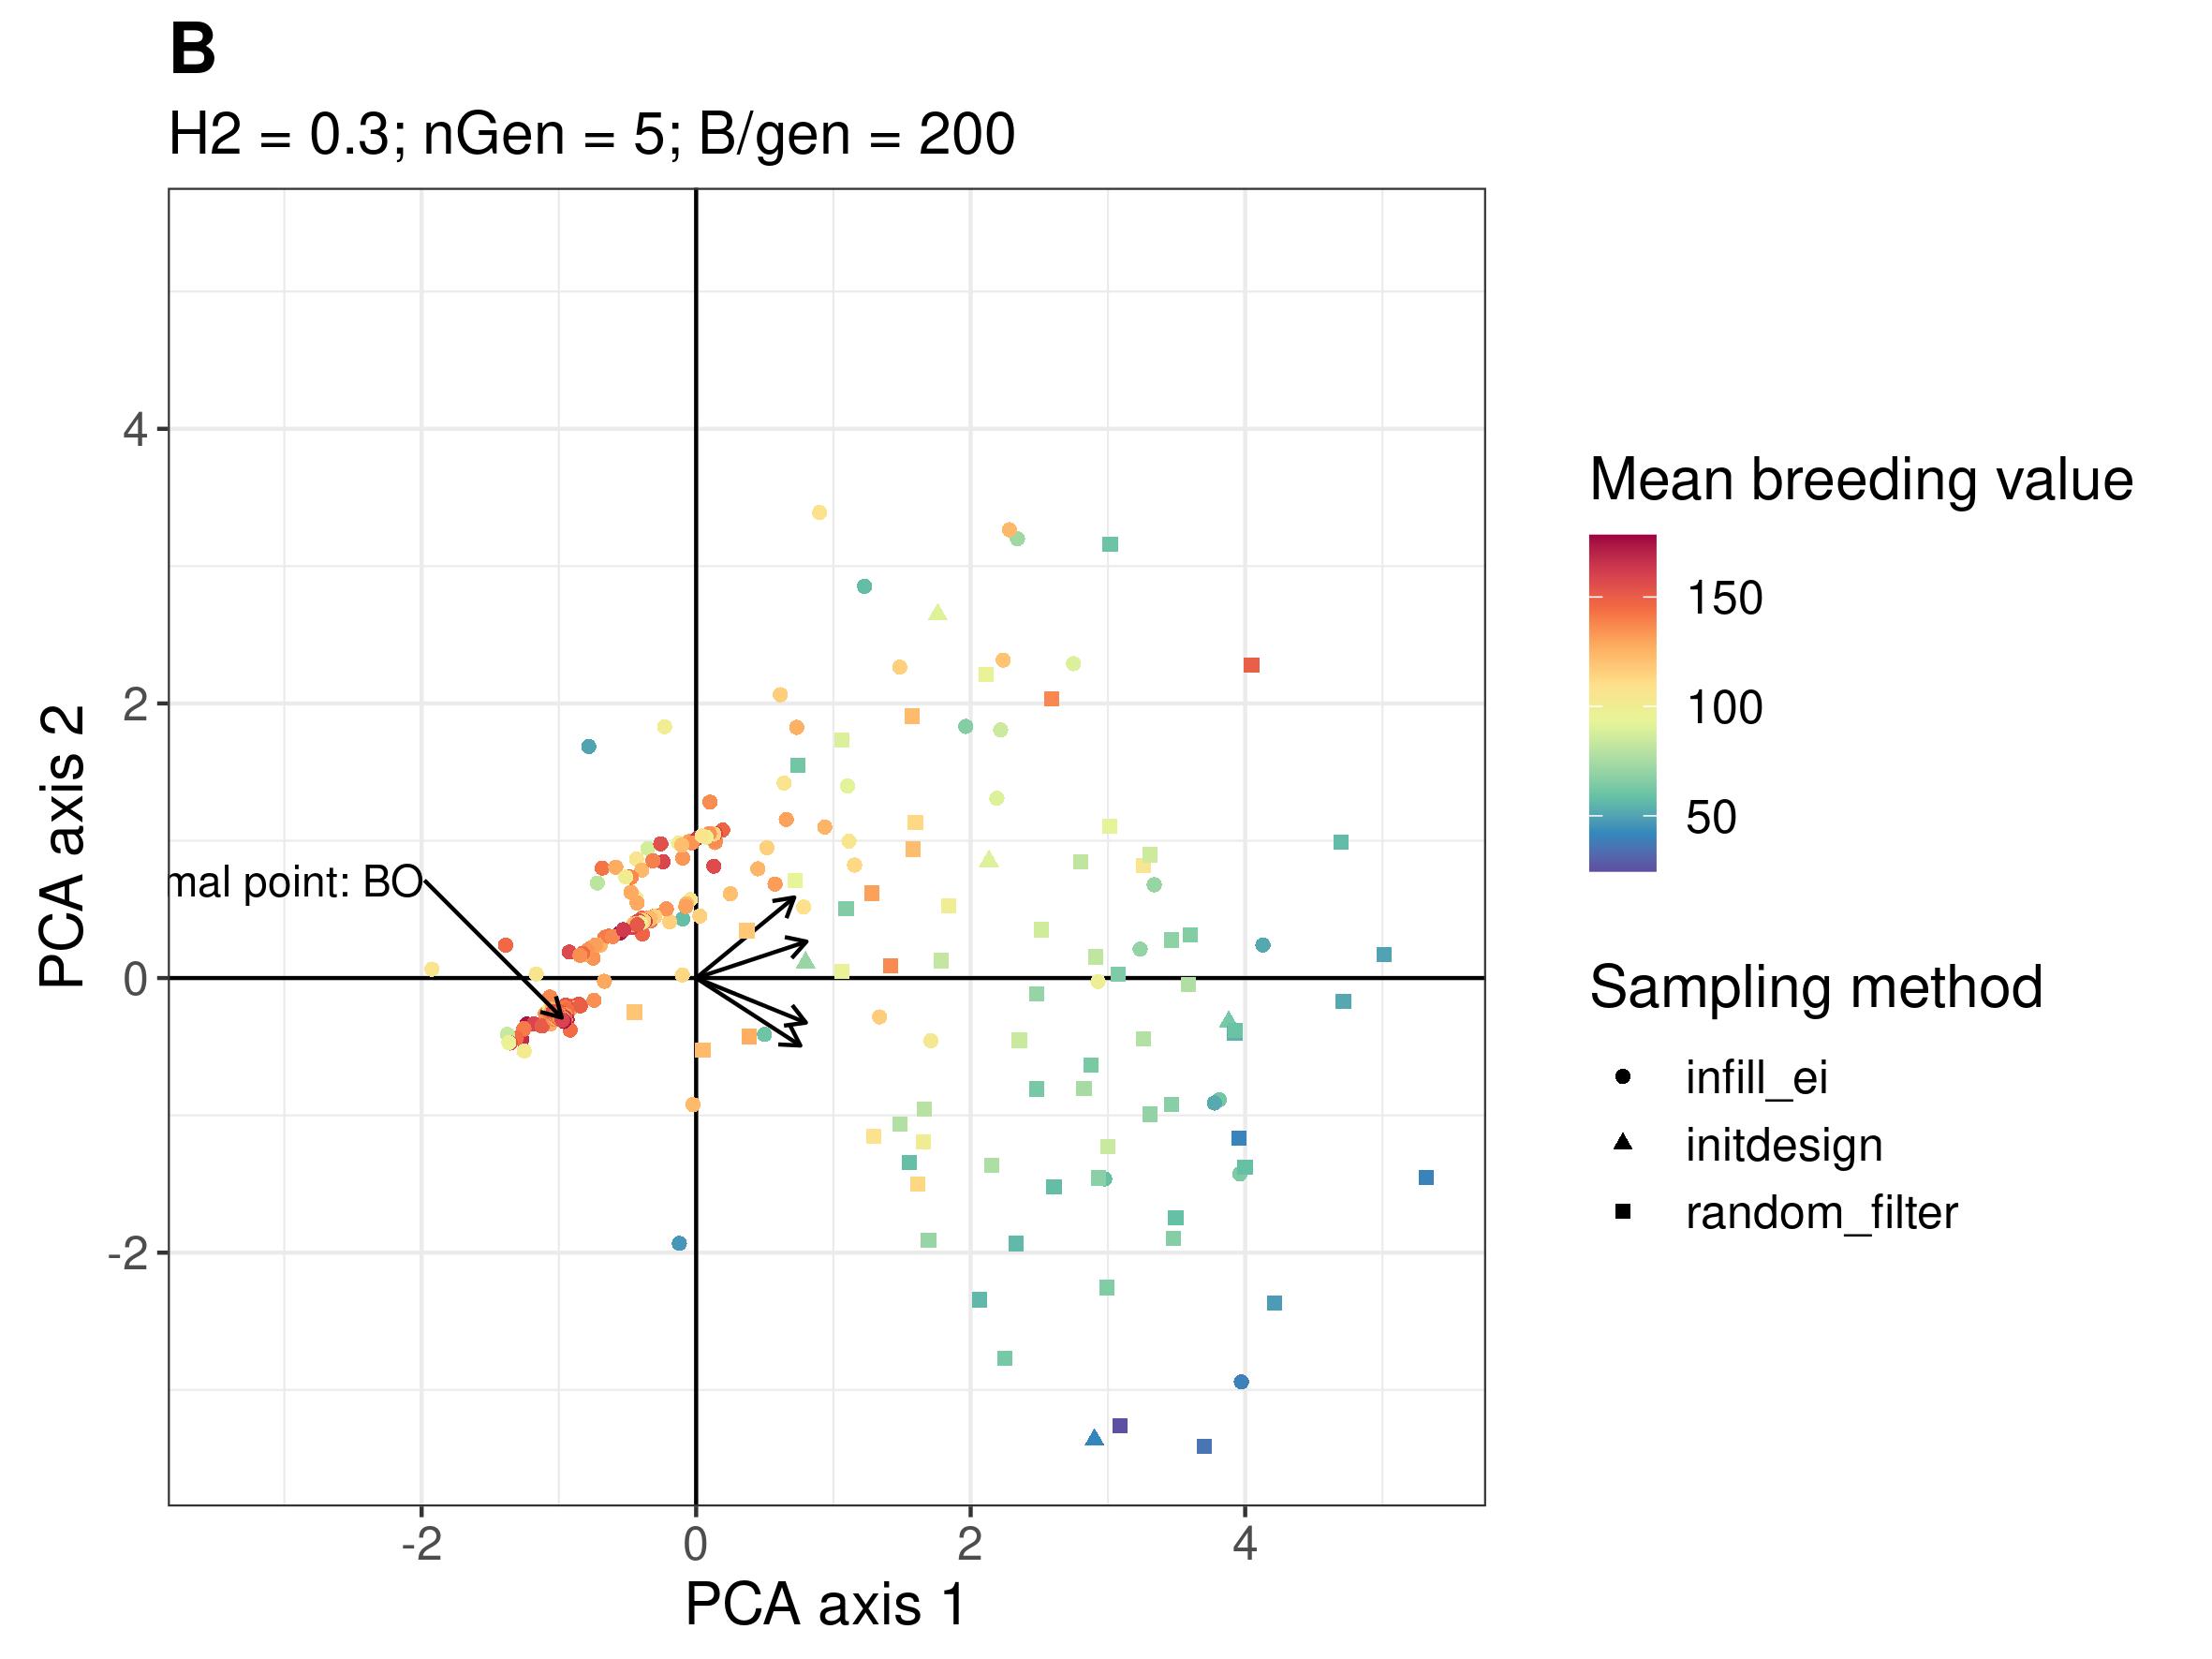 B
H2 = 0.3; nGen = 5; B/gen = 200
4
2
0
-2
PCA axis 2
mal point: BO
-2
0
2
4
PCA axis 1
Mean breeding value
150
100
50
Sampling method
infill_ei
initdesign
random_filter